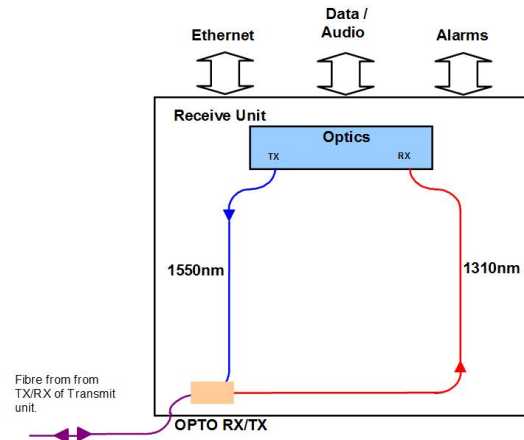 Ethernet
Data /
Audio
Alarms
Receive Unit
Optics
TX
RX
1550nm
1310nm
Fibre from from
TX/RX of Transmit
unit.
OPTO RX/TX